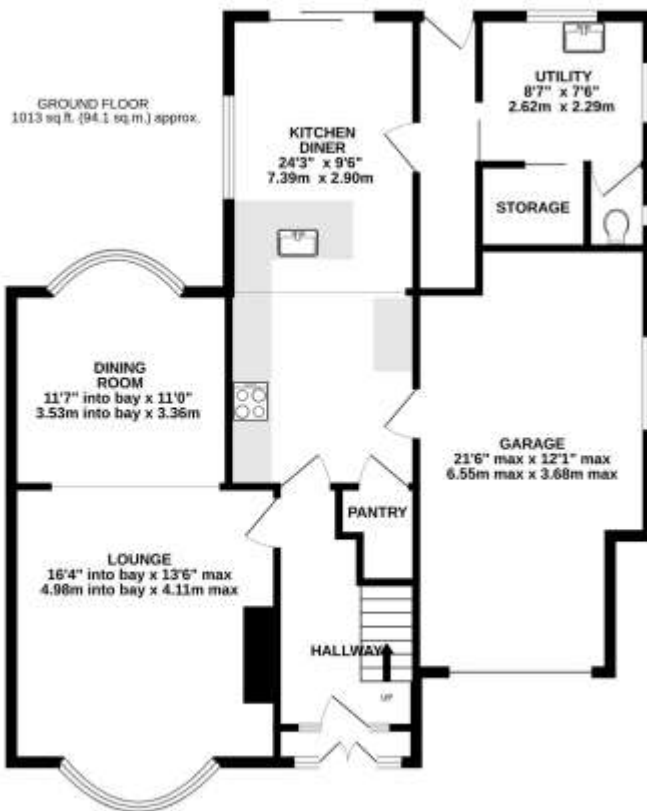 GROUND FLOOR
1013 sq.ft. (94.1 sq.m.) approx.
UTILITY
8'7" x 7'6"
2.62m x 2.29m
KITCHEN
DINER
24'3" x 9'6"
7.39m x 2.90m
STORAGE
DINING
ROOM
11'7" into bay x 11'0"
3.53m into bay x 3.36m
GARAGE
21'6" max x 12'1" max
6.55m max x 3.68m max
PANTRY
LOUNGE
16'4" into bay x 13'6" max
4.98m into bay x 4.11m max
HALLWAY
UP